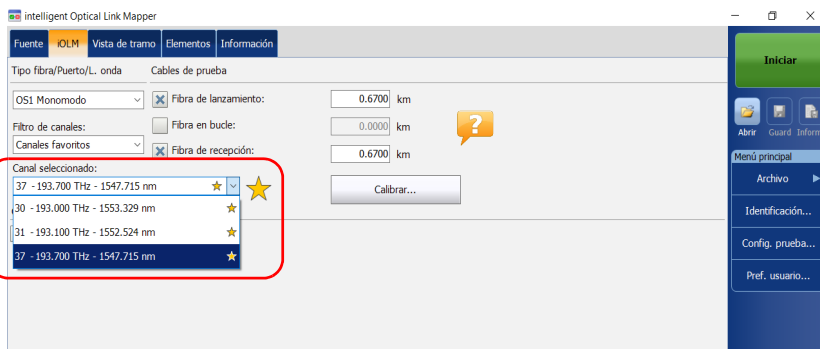 intelligent Optical Link Mapper
Fuente iOLM Vista de tramo Elementos Información
Tipo fibra/Puerto/L. onda
Cables de prueba
OS1 Monomodo
Fibra de lanzamiento: 0.6700 km
Filtro de canales:
Fibra en bucle: 0.0000 km
Canales favoritos
Fibra de recepción: 0.6700 km
Canal seleccionado:
37 - 193.700 THz - 1547.715 nm
Calibrar...
30 - 193.000 THz - 1553.329 nm
31 - 193.100 THz - 1552.524 nm
37 - 193.700 THz - 1547.715 nm
?
Iniciar
Abrir Guard Inform
Menú principal
Archivo
Identificación...
Config. prueba...
Pref. usuario...